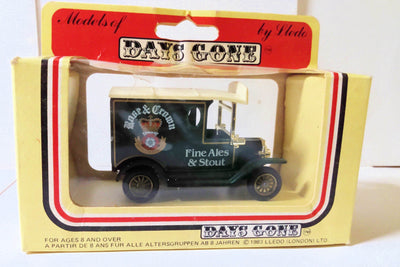 Models of by Lledo
DAYS GONE
Rose & Crown
Fine Ales
& Stout
DAYS GONE
FOR AGES 8 AND OVER
A PARTIR DE 8 ANS FUR ALLE ALTERSGRUPPEN AB 8 JAHREN © 1983 LLEDO (LONDON) LTD.